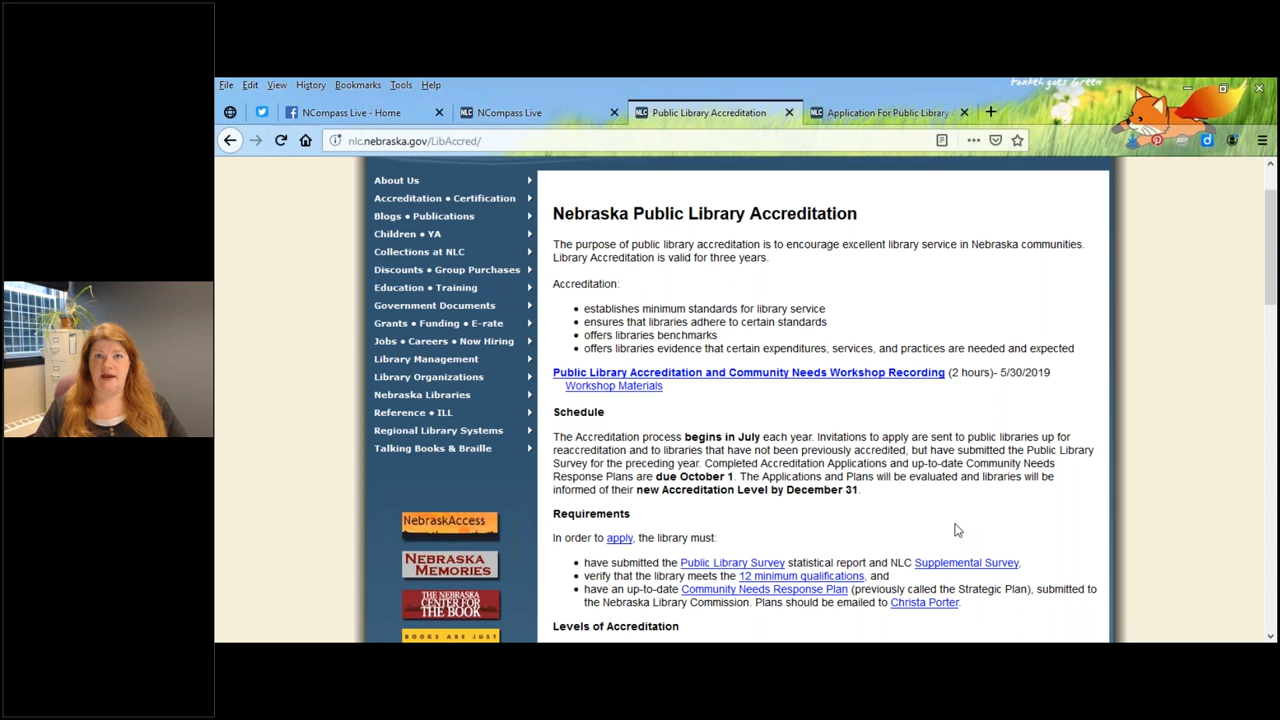 Foxkeh goes Green
File Edit View History Bookmarks Tools Help
NCompass Live - Home
NLC NCompass Live
NLC Public Library Accreditation
NLC Application For Public Library
nlc.nebraska.gov/LibAccred/
ABP
d
About Us
Accreditation • Certification
Blogs • Publications
Children • YA
Collections at NLC
Discounts • Group Purchases
Education • Training
Government Documents
Grants • Funding • E-rate
Jobs • Careers • Now Hiring
Library Management
Library Organizations
Nebraska Libraries
Reference • ILL
Regional Library Systems
Talking Books & Braille
NebraskAccess
NEBRASKA
MEMORIES
THE NEBRASKA
CENTER FOR
THE BOOK
BOOKS ARE JUST
Nebraska Public Library Accreditation
The purpose of public library accreditation is to encourage excellent library service in Nebraska communities.
Library Accreditation is valid for three years.
Accreditation:
• establishes minimum standards for library service
• ensures that libraries adhere to certain standards
• offers libraries benchmarks
• offers libraries evidence that certain expenditures, services, and practices are needed and expected
Public Library Accreditation and Community Needs Workshop Recording (2 hours)- 5/30/2019
Workshop Materials
Schedule
The Accreditation process begins in July each year. Invitations to apply are sent to public libraries up for
reaccreditation and to libraries that have not been previously accredited, but have submitted the Public Library
Survey for the preceding year. Completed Accreditation Applications and up-to-date Community Needs
Response Plans are due October 1. The Applications and Plans will be evaluated and libraries will be
informed of their new Accreditation Level by December 31.
Requirements
In order to apply, the library must:
• have submitted the Public Library Survey statistical report and NLC Supplemental Survey,
• verify that the library meets the 12 minimum qualifications, and
• have an up-to-date Community Needs Response Plan (previously called the Strategic Plan), submitted to
the Nebraska Library Commission. Plans should be emailed to Christa Porter.
Levels of Accreditation